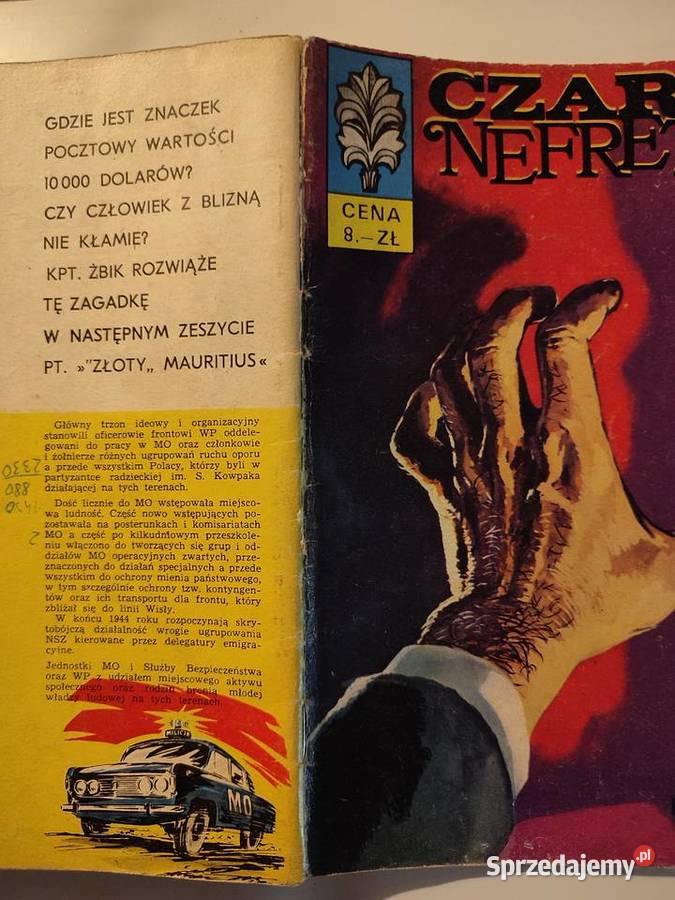 GDZIE JEST ZNACZEK
POCZTOWY WARTOŚCI
10 000 DOLARÓW?
CZY CZŁOWIEK Z BLIZNĄ
NIE KŁAMIĘ?
KPT. ŻBIK ROZWIĄŻE
TĘ ZAGADKĘ
W NASTĘPNYM ZESZYCIE
PT. »"ZŁOTY„ MAURITIUS«
Główny trzon ideowy i organizacyjny
stanowili oficerowie frontowi WP oddele-
gowani do pracy w MO oraz członkowie
i żołnierze różnych ugrupowań ruchu oporu
a przede wszystkim Polacy, którzy byli w
partyzantce radzieckiej im. S. Kowpaka
działającej na tych terenach.
Dość licznie do MO wstępowała miejsco-
wa ludność. Część nowo wstępujących po-
zostawała na posterunkach i komisariatach
MO a część po kilkudniowym przeszkole-
niu włączono do tworzących się grup i od-
działów MO operacyjnych zwartych, prze-
znaczonych do działań specjalnych a przede
wszystkim do ochrony mienia państwowego,
w tym szczególnie ochrony tzw. kontyngen-
tów oraz ich transportu dla frontu, który
zbliżał się do linii Wisły.
W końcu 1944 roku rozpoczynają skry-
tobójczą działalność wrogie ugrupowania
NSZ kierowane przez delegatury emigra-
cyjne.
Jednostki MO i Służby Bezpieczeństwa
oraz WP z udziałem miejscowego aktywu
społecznego oraz rodzin bronią młodej
władzy ludowej na tych terenach.
2330
880
MILICJA
MO
CZAR
NEFRET
CENA
8.—ZŁ
Sprzedajemy.pl